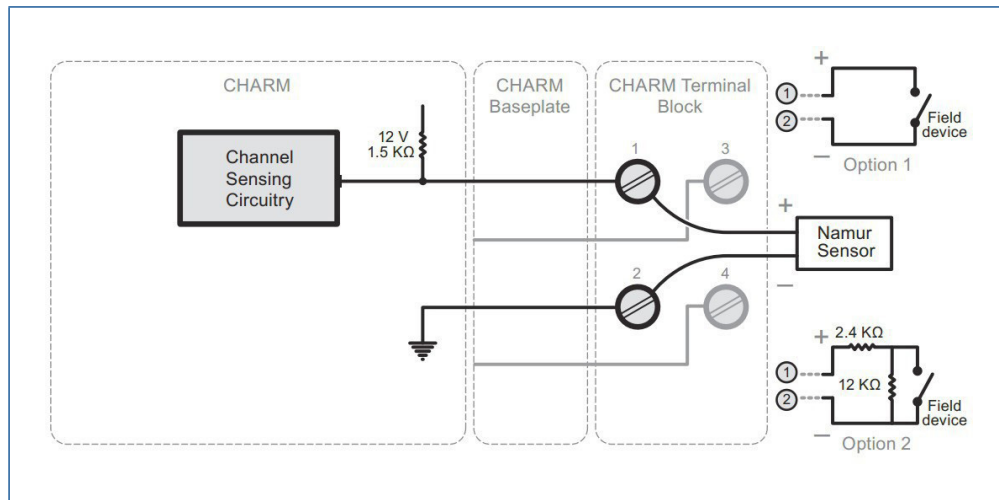 CHARM
CHARM
Baseplate
CHARM Terminal
Block
12 V
1.5 KΩ
Channel
Sensing
Circuitry
1
3
2
4
+
1
2
−
Field
device
Option 1
+
Namur
Sensor
−
+
2.4 KΩ
1
12 KΩ
2
Field
device
−
Option 2